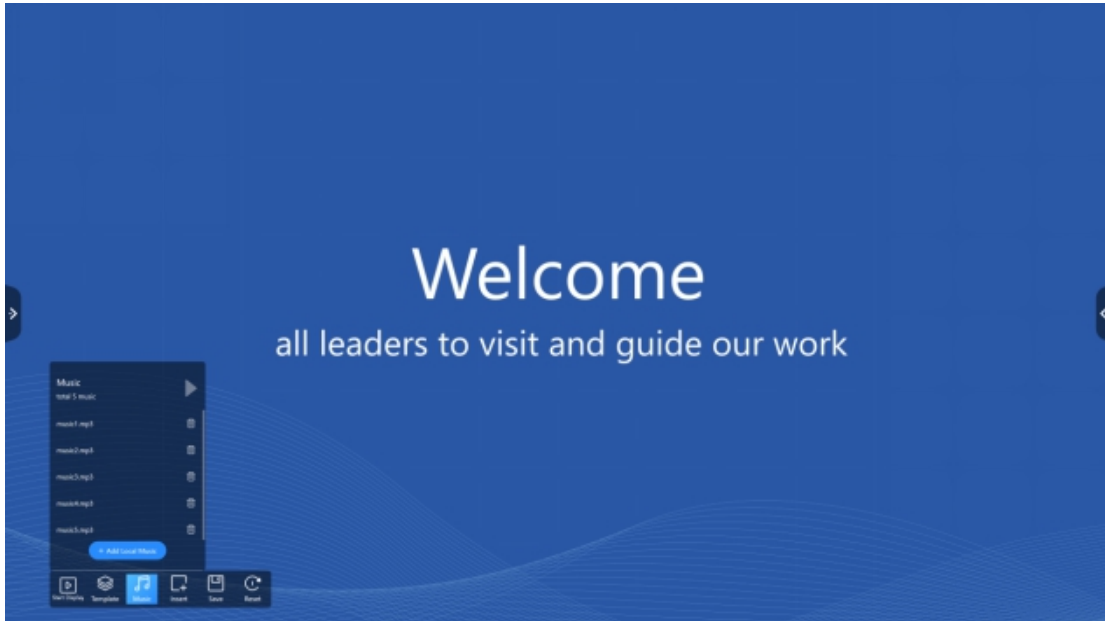 Welcome
all leaders to visit and guide our work
Music
total 5 music
music1.mp3
music2.mp3
music3.mp3
music4.mp3
music5.mp3
+ Add Local Music
Start Display
Template
Music
Insert
Save
Reset